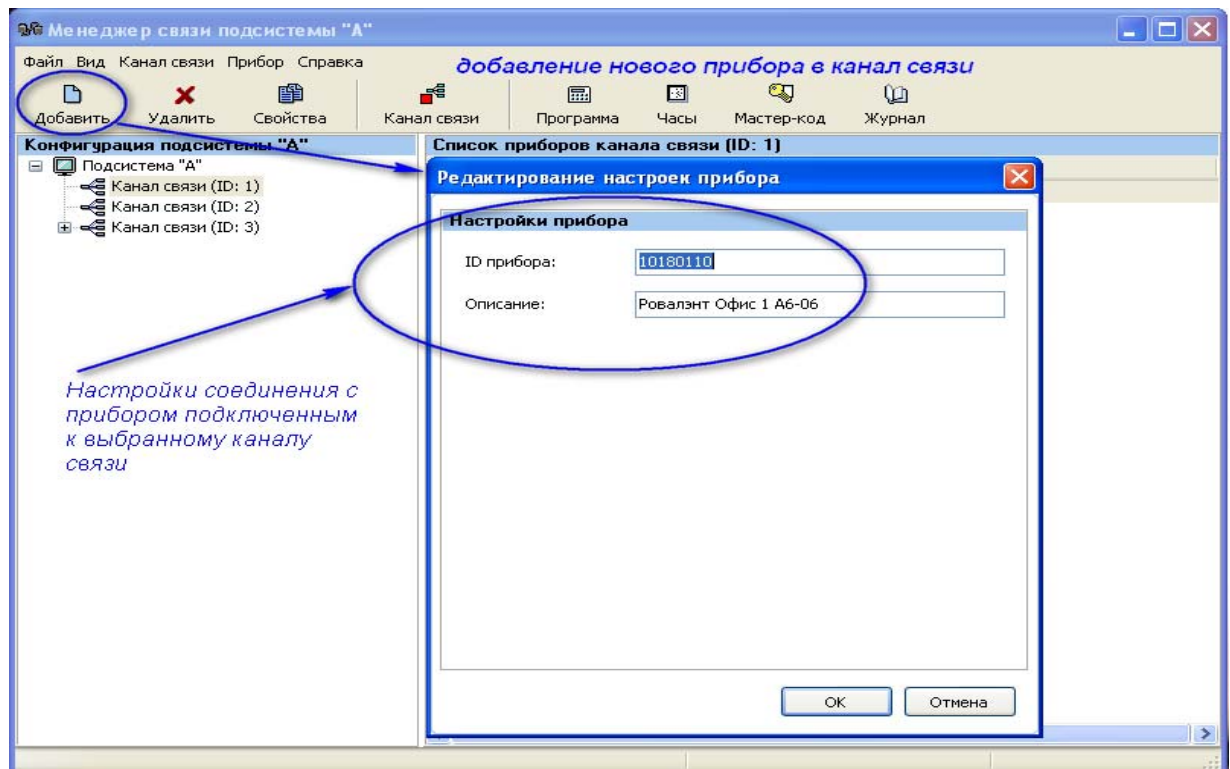 Менеджер связи подсистемы "А"
Файл Вид Канал связи Прибор Справка
добавление нового прибора в канал связи
Добавить Удалить Свойства Канал связи Программа Часы Мастер-код Журнал
Конфигурация подсистемы "А"
Подсистема "А"
Канал связи (ID: 1)
Канал связи (ID: 2)
Канал связи (ID: 3)
Список приборов канала связи (ID: 1)
Редактирование настроек прибора
Настройки прибора
ID прибора: 10180110
Описание: Ровалэнт Офис 1 А6-06
Настройки соединения с
прибором подключенным
к выбранному каналу
связи
ОК Отмена